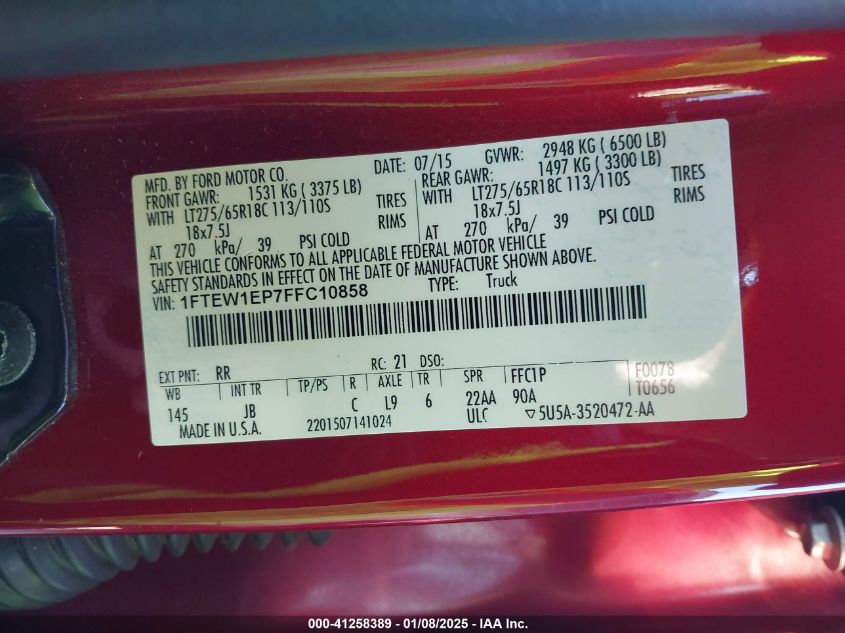 MFD. BY FORD MOTOR CO. DATE: 07/15 GVWR: 2948 KG ( 6500 LB)
FRONT GAWR: 1531 KG ( 3375 LB) REAR GAWR: 1497 KG ( 3300 LB)
WITH LT275/65R18C 113/110S TIRES WITH LT275/65R18C 113/110S TIRES
18x7.5J RIMS 18x7.5J RIMS
AT 270 kPa/ 39 PSI COLD AT 270 kPa/ 39 PSI COLD
THIS VEHICLE CONFORMS TO ALL APPLICABLE FEDERAL MOTOR VEHICLE
SAFETY STANDARDS IN EFFECT ON THE DATE OF MANUFACTURE SHOWN ABOVE.
VIN: 1FTEW1EP7FFC10858 TYPE: Truck
EXT PNT: RR RC: 21 DSO: F0078
WB INT TR TP/PS R AXLE TR SPR FFC1P T0656
145 JB C L9 6 22AA 90A
MADE IN U.S.A. 2201507141024 ULC ▽5U5A-3520472-AA
000-41258389 - 01/08/2025 - IAA Inc.